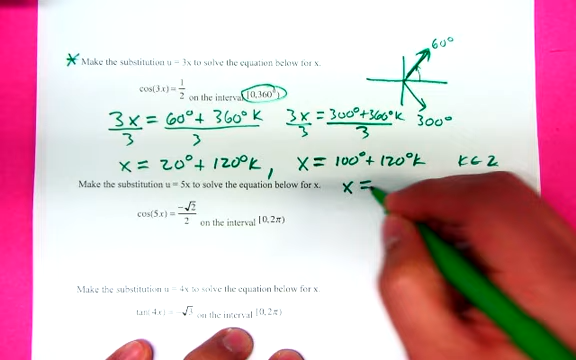 * Make the substitution u = 3x to solve the equation below for x.
60°
cos(3x) = 1/2 on the interval [0,360°)
3x = 60° + 360°k   3x = 300° + 360°k   300°
3   3   3   3
x = 20° + 120°k ,   x = 100° + 120°k   k ∈ Z
Make the substitution u = 5x to solve the equation below for x.   x =
cos(5x) = -√2/2 on the interval [0,2π)
Make the substitution u = 4x to solve the equation below for x.
tan(4x) = -√3 on the interval [0,2π)